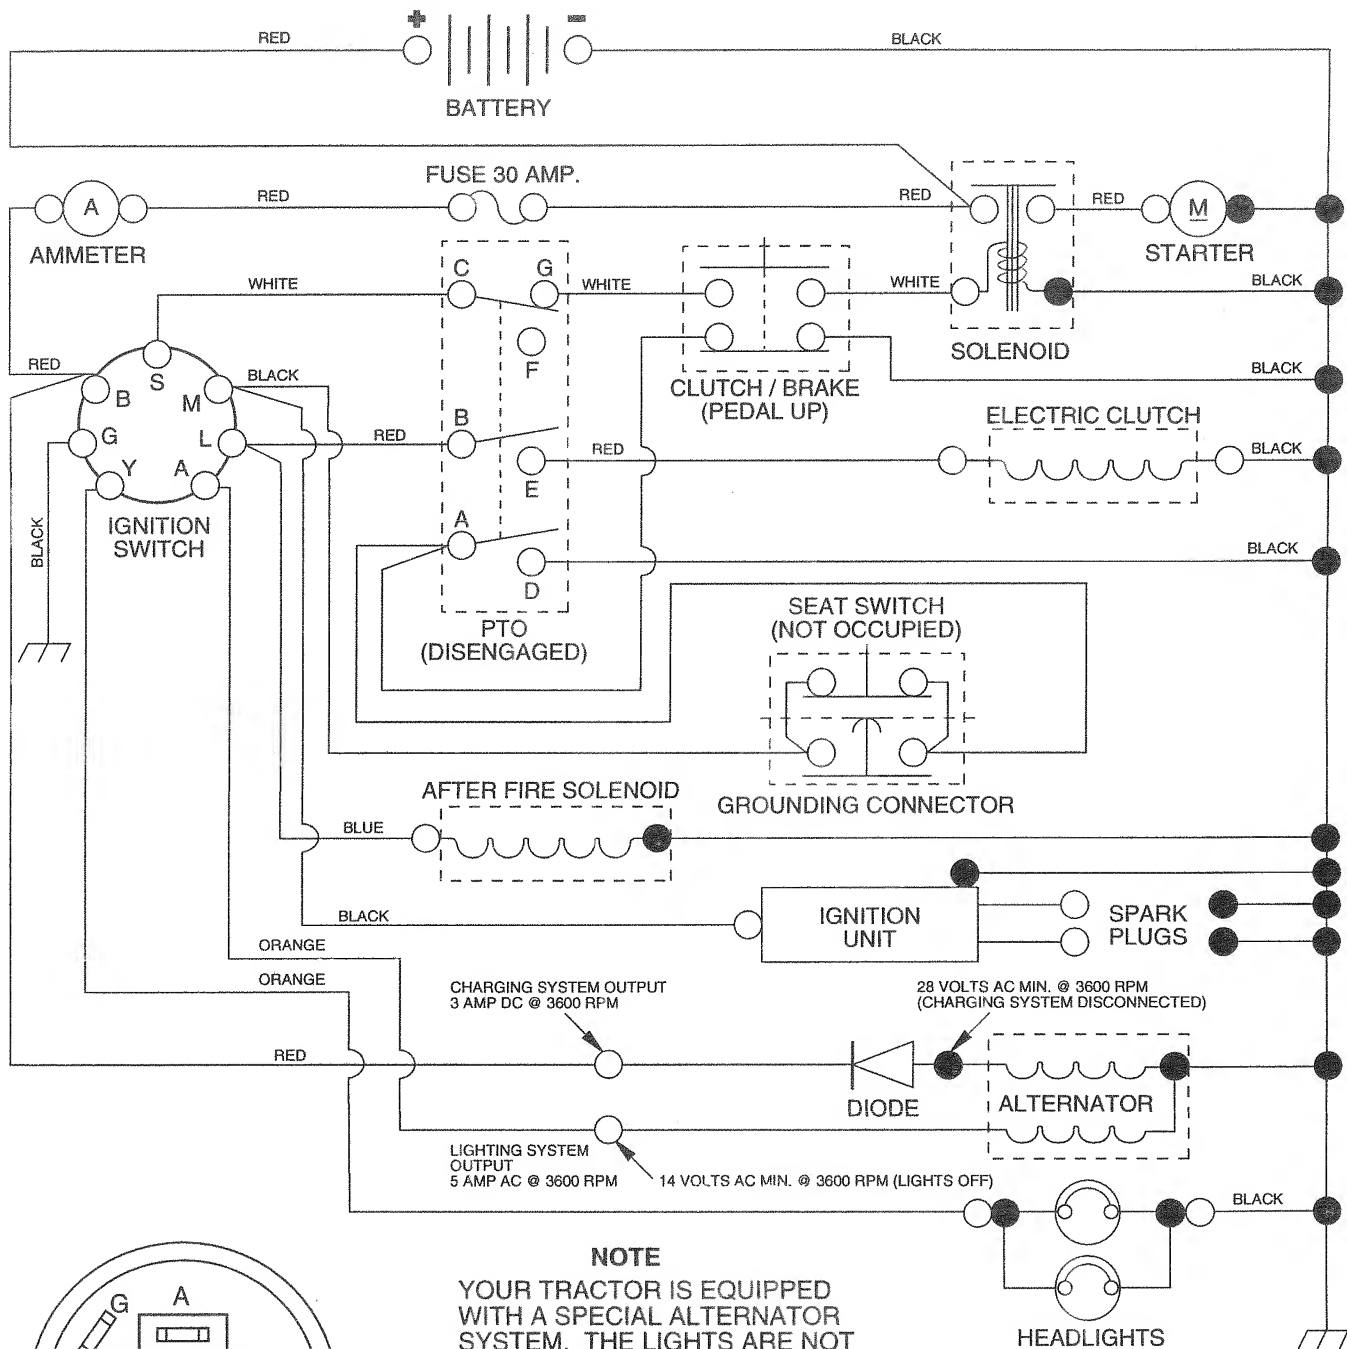 + -
RED
BLACK
BATTERY
FUSE 30 AMP.
A
RED
RED
RED
M
AMMETER
STARTER
C G
WHITE
WHITE
WHITE
BLACK
F
SOLENOID
RED
S
B
M
BLACK
CLUTCH / BRAKE
(PEDAL UP)
BLACK
G
L
Y
A
RED
B
E
RED
ELECTRIC CLUTCH
BLACK
IGNITION
SWITCH
BLACK
A
D
BLACK
PTO
(DISENGAGED)
SEAT SWITCH
(NOT OCCUPIED)
GROUNDING CONNECTOR
AFTER FIRE SOLENOID
BLUE
BLACK
IGNITION
UNIT
SPARK
PLUGS
ORANGE
ORANGE
CHARGING SYSTEM OUTPUT
3 AMP DC @ 3600 RPM
28 VOLTS AC MIN. @ 3600 RPM
(CHARGING SYSTEM DISCONNECTED)
RED
DIODE
ALTERNATOR
LIGHTING SYSTEM
OUTPUT
5 AMP AC @ 3600 RPM
14 VOLTS AC MIN. @ 3600 RPM (LIGHTS OFF)
BLACK
HEADLIGHTS
G A
NOTE
YOUR TRACTOR IS EQUIPPED
WITH A SPECIAL ALTERNATOR
SYSTEM. THE LIGHTS ARE NOT